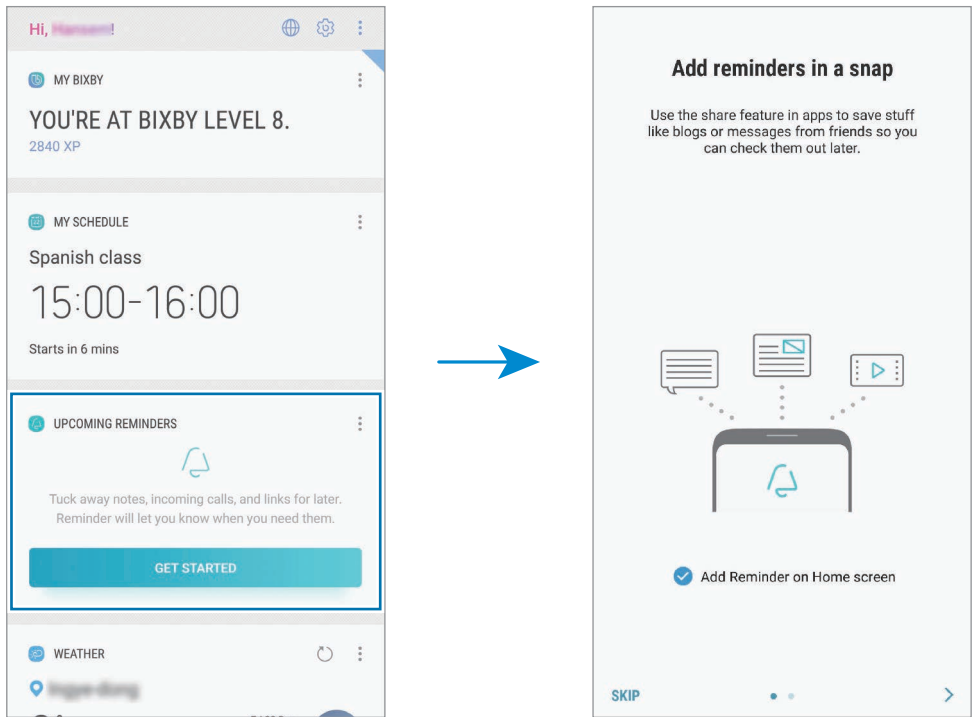 Hi,
MY BIXBY
YOU'RE AT BIXBY LEVEL 8.
2840 XP
MY SCHEDULE
Spanish class
15:00-16:00
Starts in 6 mins
UPCOMING REMINDERS
Tuck away notes, incoming calls, and links for later.
Reminder will let you know when you need them.
GET STARTED
WEATHER
Add reminders in a snap
Use the share feature in apps to save stuff
like blogs or messages from friends so you
can check them out later.
Add Reminder on Home screen
SKIP